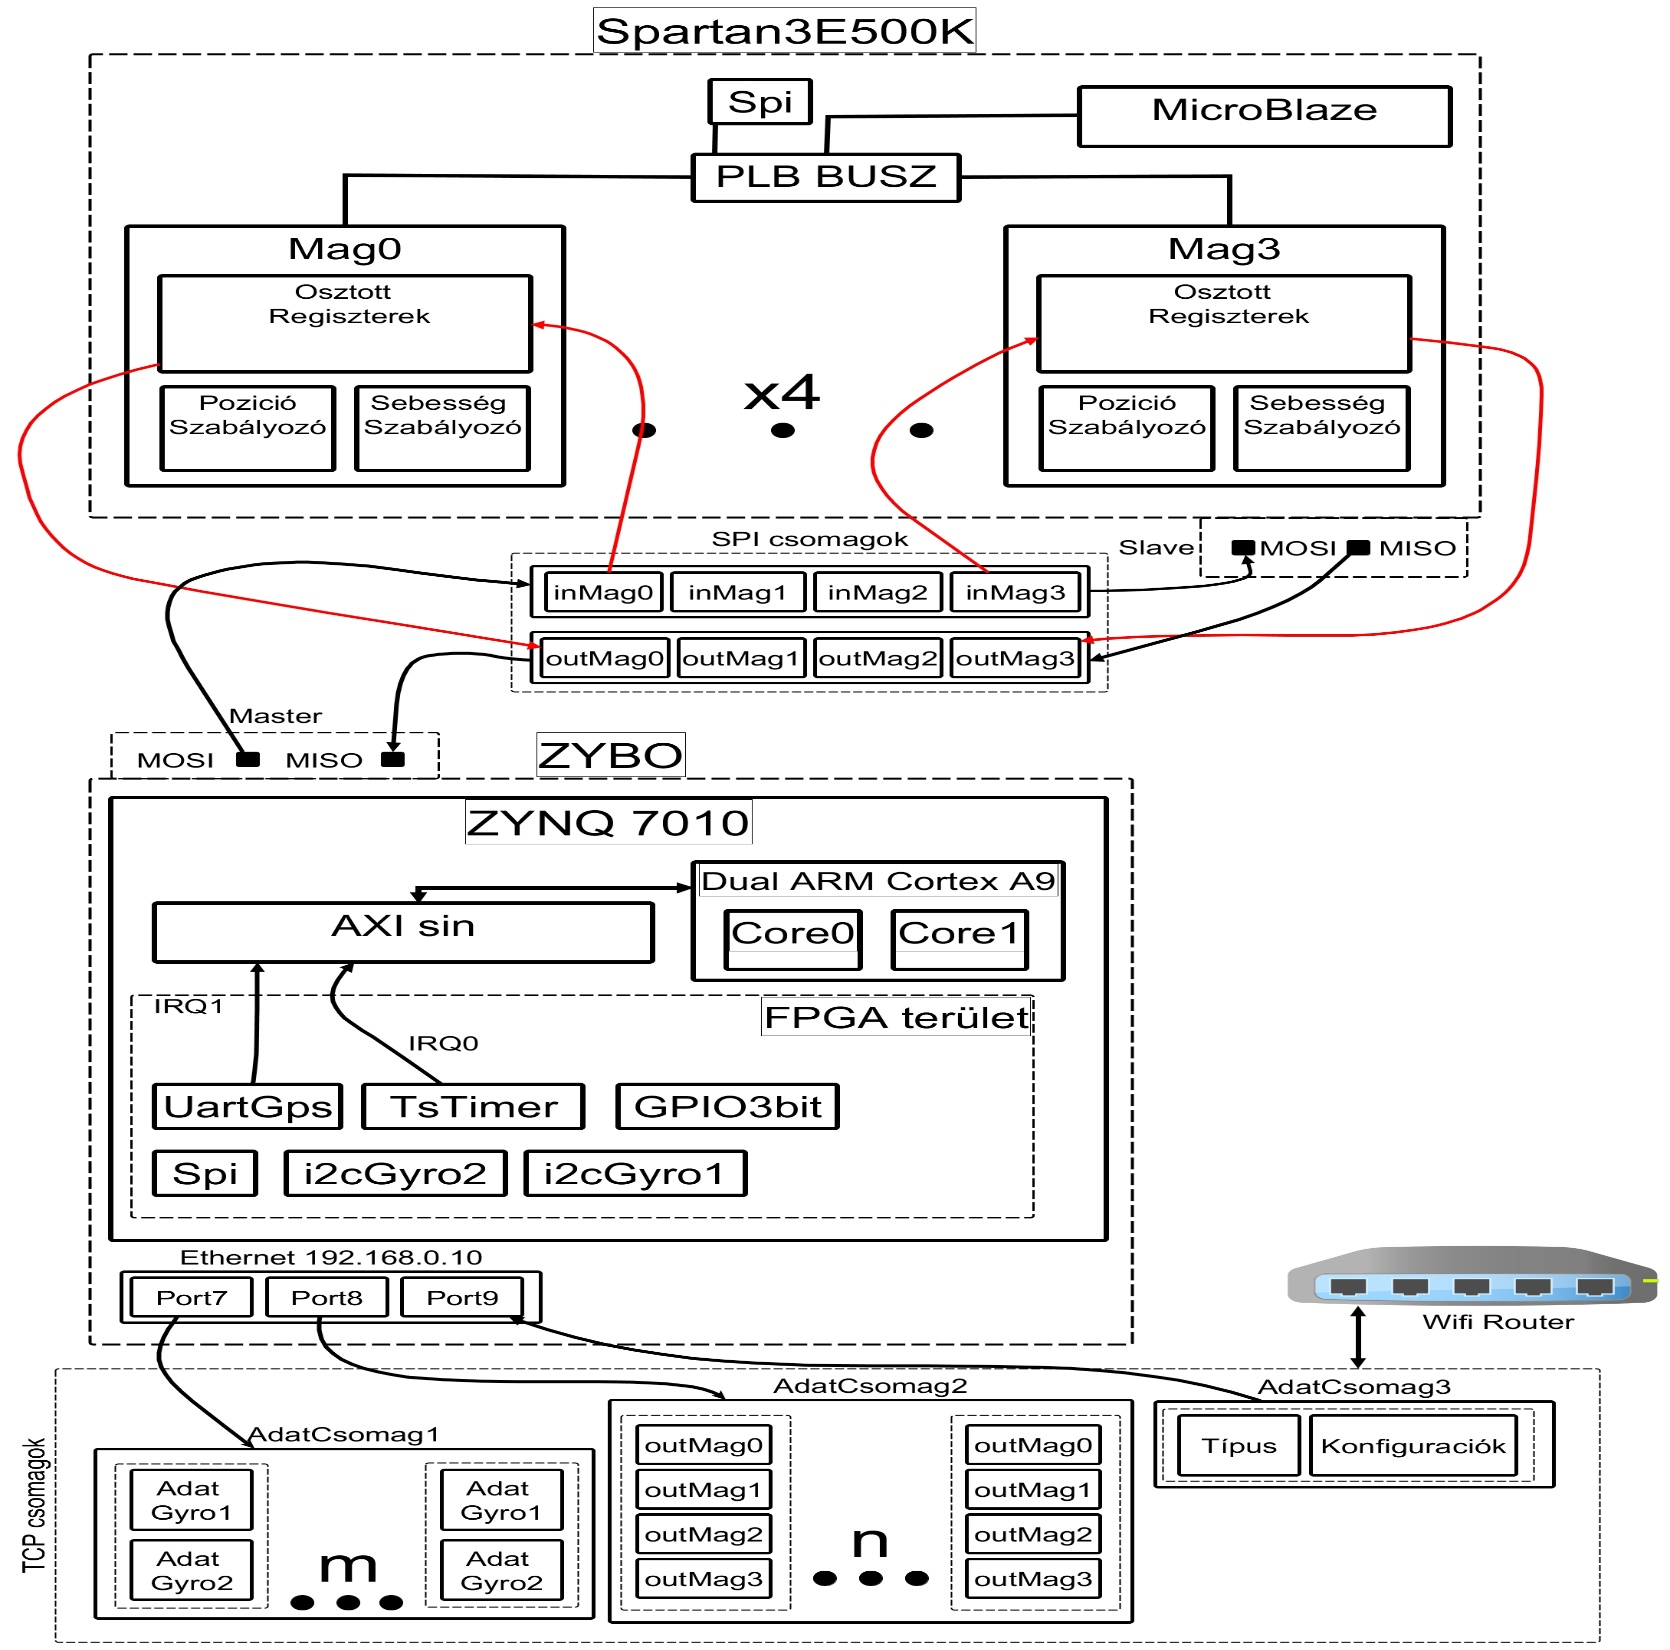 Spartan3E500K
Spi
MicroBlaze
PLB BUSZ
Mag0
Osztott
Regiszterek
Pozició
Szabályozó
Sebesség
Szabályozó
x4
Mag3
Osztott
Regiszterek
Pozició
Szabályozó
Sebesség
Szabályozó
SPI csomagok
Slave
MOSI
MISO
inMag0
inMag1
inMag2
inMag3
outMag0
outMag1
outMag2
outMag3
Master
MOSI
MISO
ZYBO
ZYNQ 7010
Dual ARM Cortex A9
Core0
Core1
AXI sin
IRQ1
FPGA terület
IRQ0
UartGps
TsTimer
GPIO3bit
Spi
i2cGyro2
i2cGyro1
Ethernet 192.168.0.10
Port7
Port8
Port9
Wifi Router
TCP csomagok
AdatCsomag1
Adat
Gyro1
Adat
Gyro2
m
Adat
Gyro1
Adat
Gyro2
AdatCsomag2
outMag0
outMag1
outMag2
outMag3
n
outMag0
outMag1
outMag2
outMag3
AdatCsomag3
Típus
Konfiguraciók